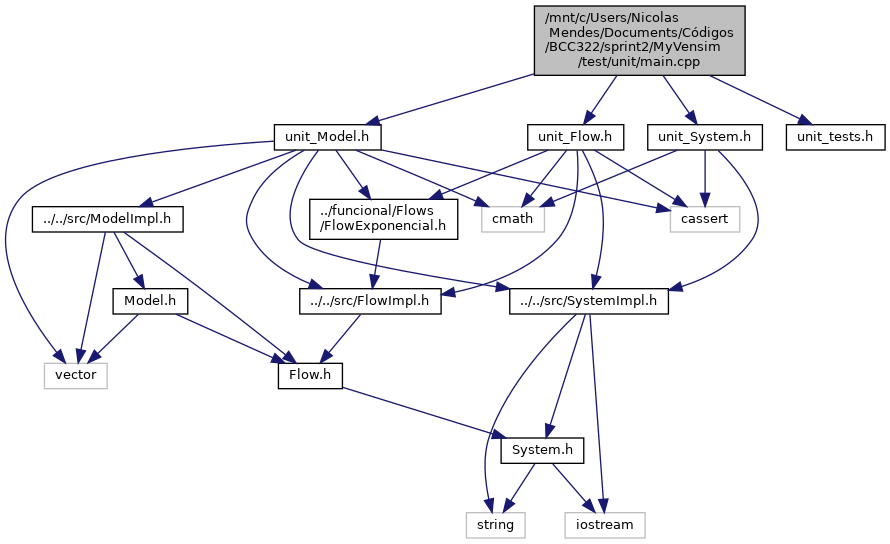 /mnt/c/Users/Nicolas
Mendes/Documents/Códigos
/BCC322/sprint2/MyVensim
/test/unit/main.cpp
unit_Model.h
unit_Flow.h
unit_System.h
unit_tests.h
../../src/ModelImpl.h
../funcional/Flows
/FlowExponencial.h
cmath
cassert
Model.h
../../src/FlowImpl.h
../../src/SystemImpl.h
vector
Flow.h
System.h
string
iostream